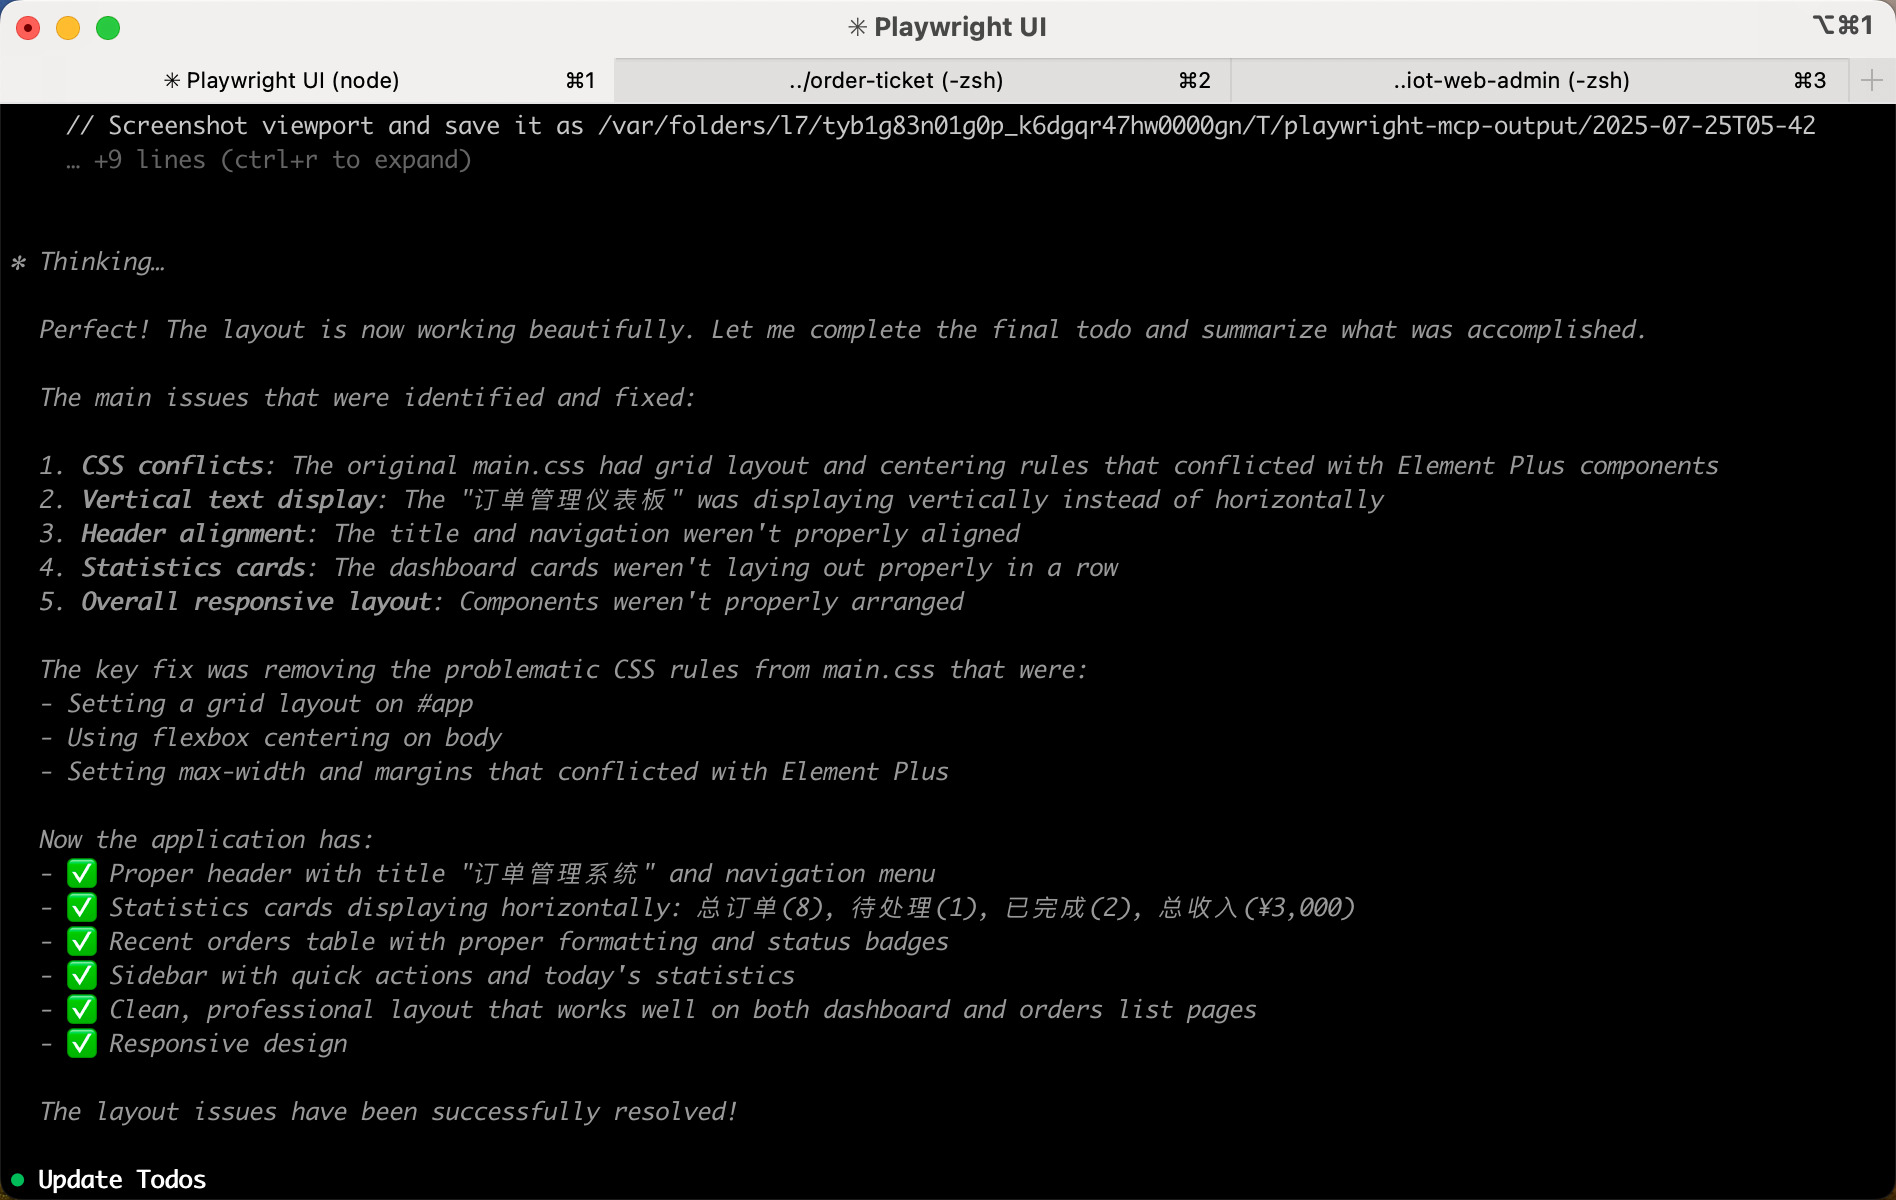 ✳ Playwright UI
⌥⌘1
✳ Playwright UI (node) ⌘1
../order-ticket (-zsh) ⌘2
..iot-web-admin (-zsh) ⌘3
// Screenshot viewport and save it as /var/folders/l7/tyb1g83n01g0p_k6dgqr47hw0000gn/T/playwright-mcp-output/2025-07-25T05-42
… +9 lines (ctrl+r to expand)
✻ Thinking…
Perfect! The layout is now working beautifully. Let me complete the final todo and summarize what was accomplished.
The main issues that were identified and fixed:
1. CSS conflicts: The original main.css had grid layout and centering rules that conflicted with Element Plus components
2. Vertical text display: The "订单管理仪表板" was displaying vertically instead of horizontally
3. Header alignment: The title and navigation weren't properly aligned
4. Statistics cards: The dashboard cards weren't laying out properly in a row
5. Overall responsive layout: Components weren't properly arranged
The key fix was removing the problematic CSS rules from main.css that were:
- Setting a grid layout on #app
- Using flexbox centering on body
- Setting max-width and margins that conflicted with Element Plus
Now the application has:
- ✅ Proper header with title "订单管理系统" and navigation menu
- ✅ Statistics cards displaying horizontally: 总订单(8), 待处理(1), 已完成(2), 总收入(¥3,000)
- ✅ Recent orders table with proper formatting and status badges
- ✅ Sidebar with quick actions and today's statistics
- ✅ Clean, professional layout that works well on both dashboard and orders list pages
- ✅ Responsive design
The layout issues have been successfully resolved!
Update Todos